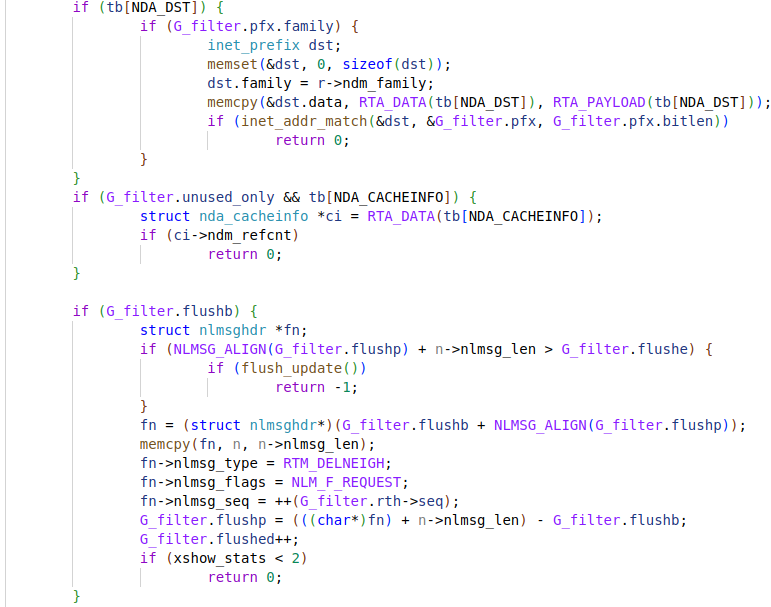 if (tb[NDA_DST]) {
if (G_filter.pfx.family) {
inet_prefix dst;
memset(&dst, 0, sizeof(dst));
dst.family = r->ndm_family;
memcpy(&dst.data, RTA_DATA(tb[NDA_DST]), RTA_PAYLOAD(tb[NDA_DST]));
if (inet_addr_match(&dst, &G_filter.pfx, G_filter.pfx.bitlen))
return 0;
}
}
if (G_filter.unused_only && tb[NDA_CACHEINFO]) {
struct nda_cacheinfo *ci = RTA_DATA(tb[NDA_CACHEINFO]);
if (ci->ndm_refcnt)
return 0;
}
if (G_filter.flushb) {
struct nlmsghdr *fn;
if (NLMSG_ALIGN(G_filter.flushp) + n->nlmsg_len > G_filter.flushe) {
if (flush_update())
return -1;
}
fn = (struct nlmsghdr*)(G_filter.flushb + NLMSG_ALIGN(G_filter.flushp));
memcpy(fn, n, n->nlmsg_len);
fn->nlmsg_type = RTM_DELNEIGH;
fn->nlmsg_flags = NLM_F_REQUEST;
fn->nlmsg_seq = ++(G_filter.rth->seq);
G_filter.flushp = (((char*)fn) + n->nlmsg_len) - G_filter.flushb;
G_filter.flushed++;
if (xshow_stats < 2)
return 0;
}